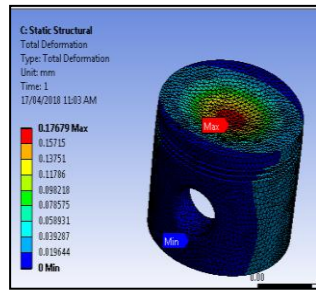 C: Static Structural
Total Deformation
Type: Total Deformation
Unit: mm
Time: 1
17/04/2018 11:03 AM
0.17679 Max
0.15715
0.13751
0.11786
0.098218
0.078575
0.058931
0.039287
0.019644
0 Min
Max
Min
0.00